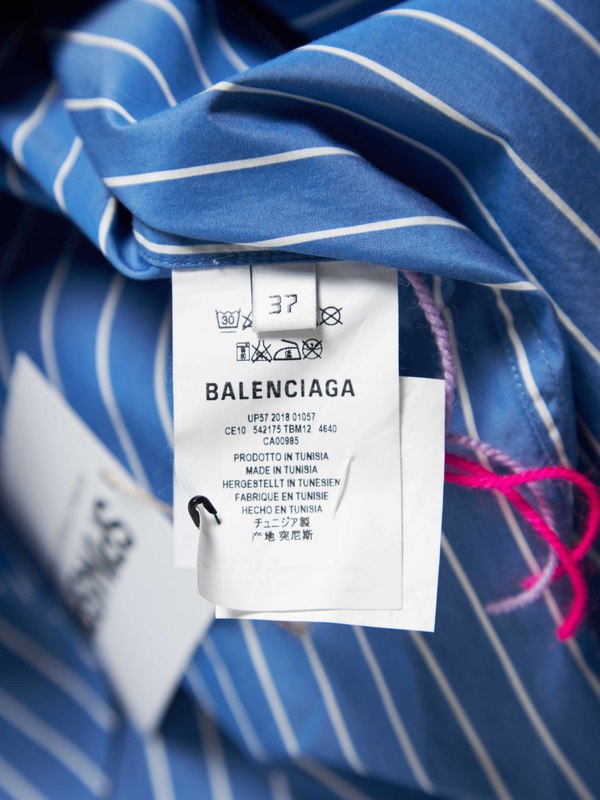 37
30
BALENCIAGA
UP57 2018 01057
CE10 542175 TBM12 4640
CA00985
PRODOTTO IN TUNISIA
MADE IN TUNISIA
HERGESTELLT IN TUNESIEN
FABRIQUE EN TUNISIE
HECHO EN TUNISIA
チュニジア製
产地 突尼斯